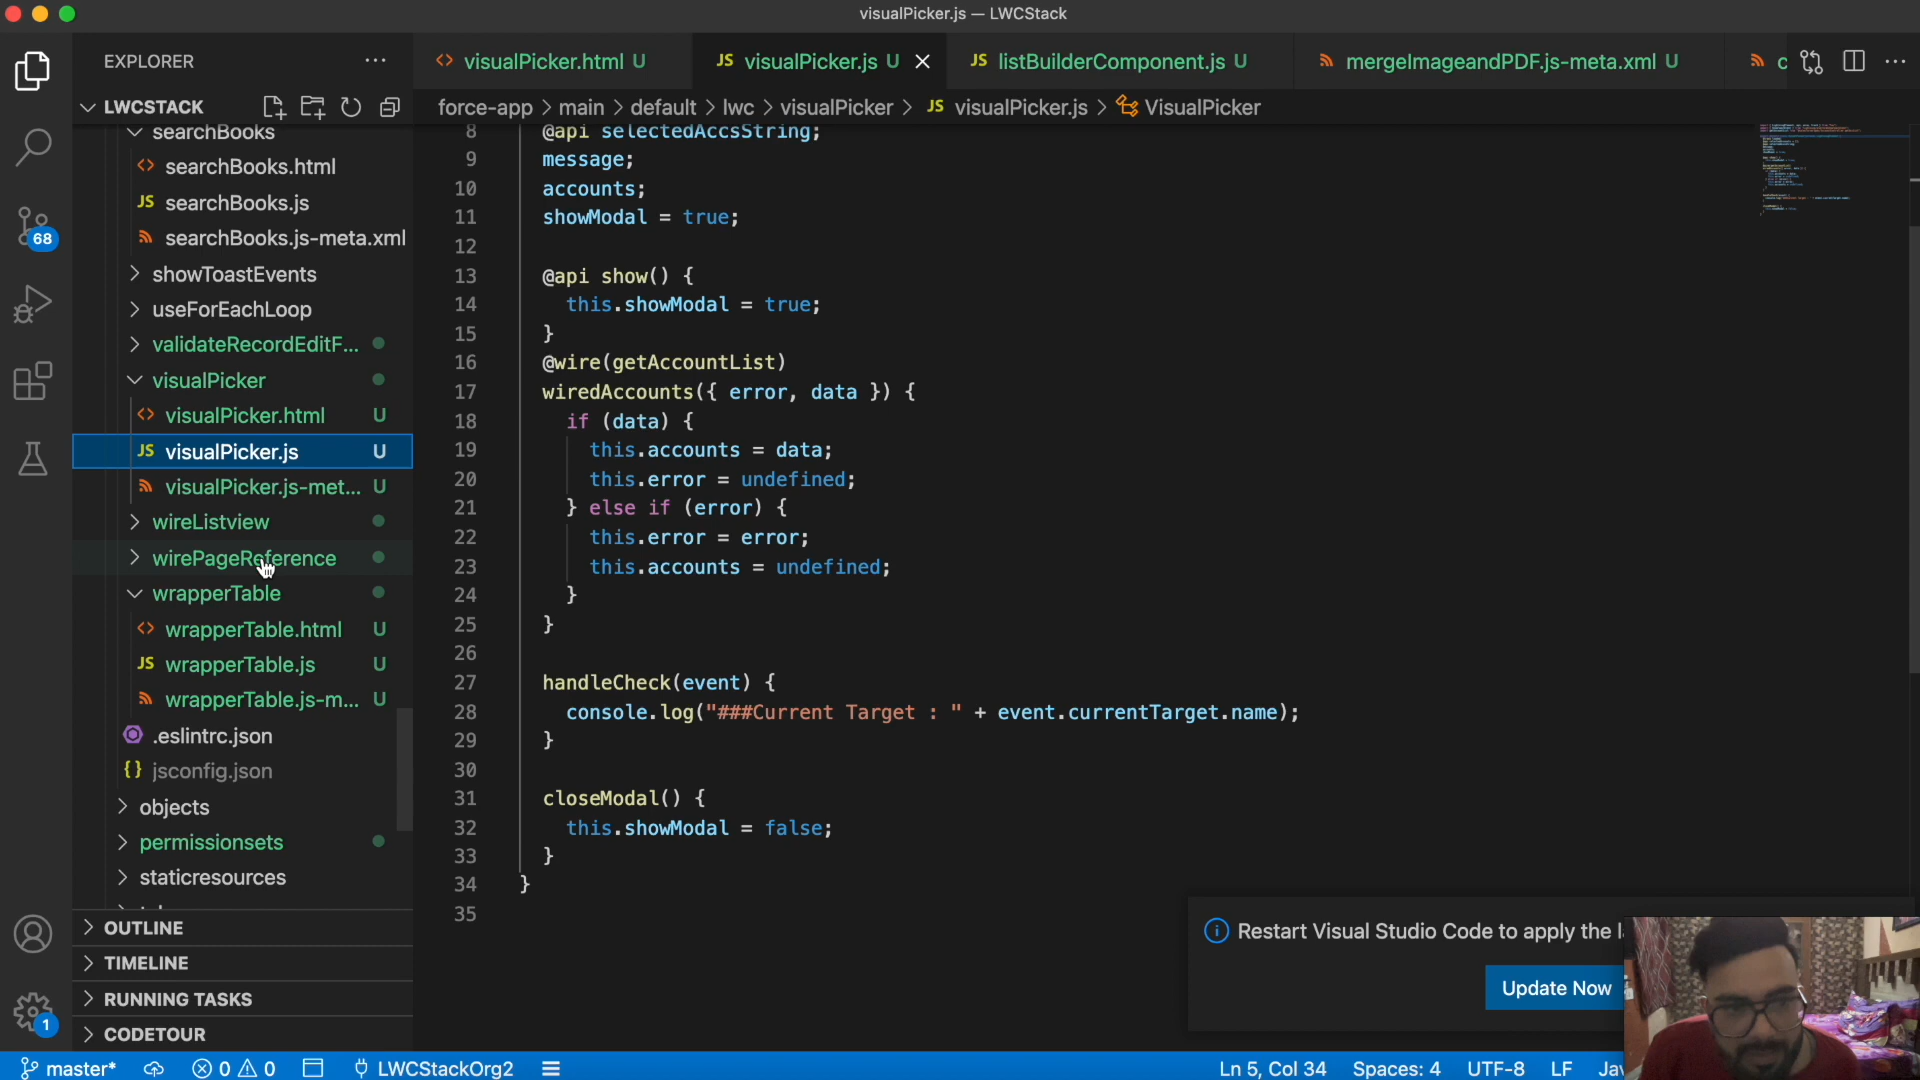 visualPicker.js — LWCStack
EXPLORER
visualPicker.html U
JS visualPicker.js U
JS listBuilderComponent.js U
mergeImageandPDF.js-meta.xml U
LWCSTACK
force-app > main > default > lwc > visualPicker > JS visualPicker.js > VisualPicker
searchBooks
searchBooks.html
JS searchBooks.js
searchBooks.js-meta.xml
showToastEvents
useForEachLoop
validateRecordEditF...
visualPicker
visualPicker.html U
JS visualPicker.js U
visualPicker.js-met... U
wireListview
wirePageReference
wrapperTable
wrapperTable.html U
JS wrapperTable.js U
wrapperTable.js-m... U
.eslintrc.json
{} jsconfig.json
objects
permissionsets
staticresources
OUTLINE
TIMELINE
RUNNING TASKS
CODETOUR
68
1
8 @api selectedAccsString;
9 message;
10 accounts;
11 showModal = true;
12
13 @api show() {
14 this.showModal = true;
15 }
16 @wire(getAccountList)
17 wiredAccounts({ error, data }) {
18 if (data) {
19 this.accounts = data;
20 this.error = undefined;
21 } else if (error) {
22 this.error = error;
23 this.accounts = undefined;
24 }
25 }
26
27 handleCheck(event) {
28 console.log("###Current Target : " + event.currentTarget.name);
29 }
30
31 closeModal() {
32 this.showModal = false;
33 }
34 }
35
Restart Visual Studio Code to apply the
Update Now
master* 0 0 LWCStackOrg2
Ln 5, Col 34 Spaces: 4 UTF-8 LF